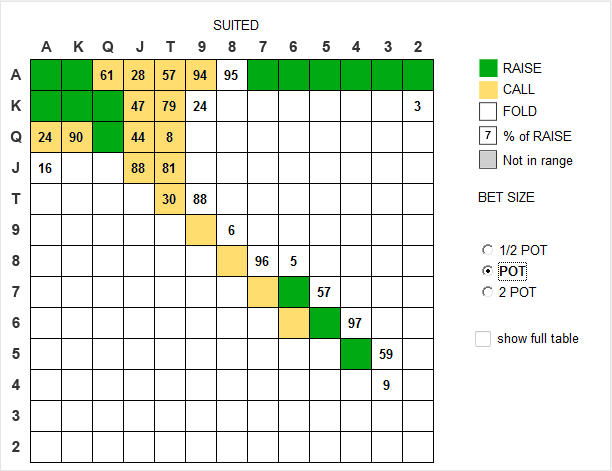 SUITED
A K Q J T 9 8 7 6 5 4 3 2
A 61 28 57 94 95
K 47 79 24 3
Q 24 90 44 8
J 16 88 81
T 30 88
9 6
8 96 5
7 57
6 97
5 59
4 9
3
2
RAISE
CALL
FOLD
7 % of RAISE
Not in range
BET SIZE
1/2 POT
POT
2 POT
show full table